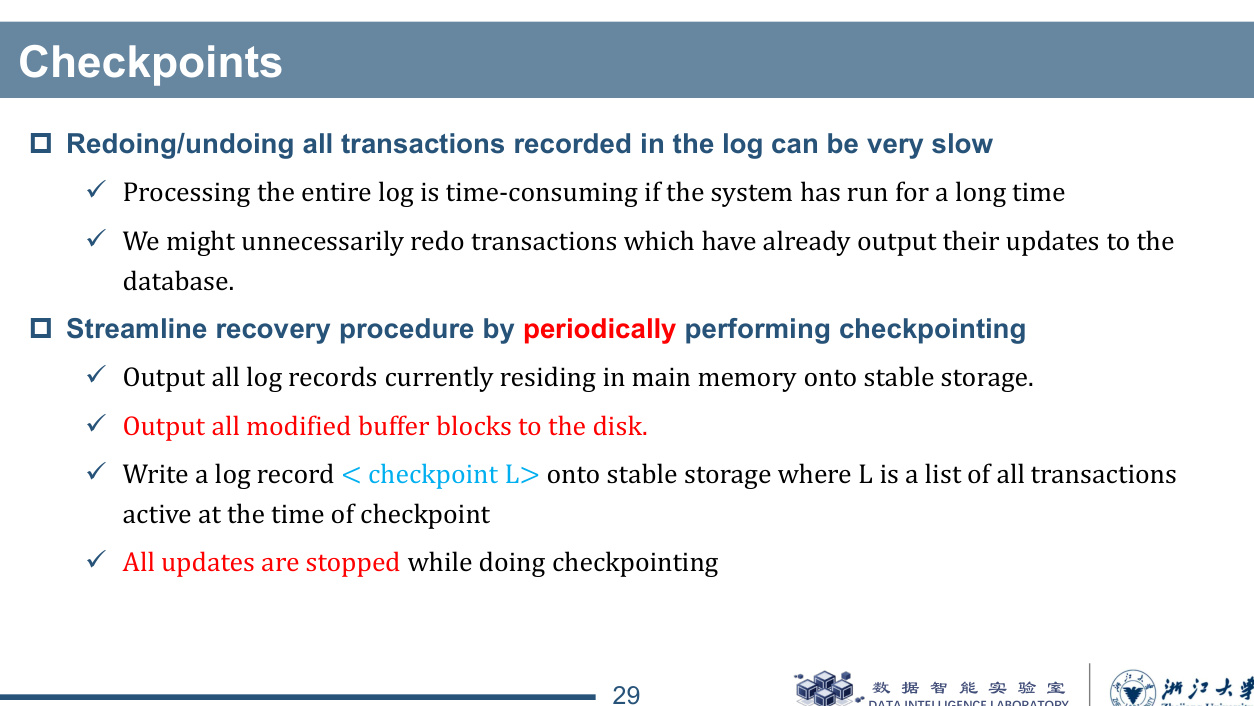 Checkpoints
Redoing/undoing all transactions recorded in the log can be very slow
Processing the entire log is time-consuming if the system has run for a long time
We might unnecessarily redo transactions which have already output their updates to the
database.
Streamline recovery procedure by periodically performing checkpointing
Output all log records currently residing in main memory onto stable storage.
Output all modified buffer blocks to the disk.
Write a log record < checkpoint L> onto stable storage where L is a list of all transactions
active at the time of checkpoint
All updates are stopped while doing checkpointing
29
数据智能实验室
DATA INTELLIGENCE LABORATORY
浙江大学